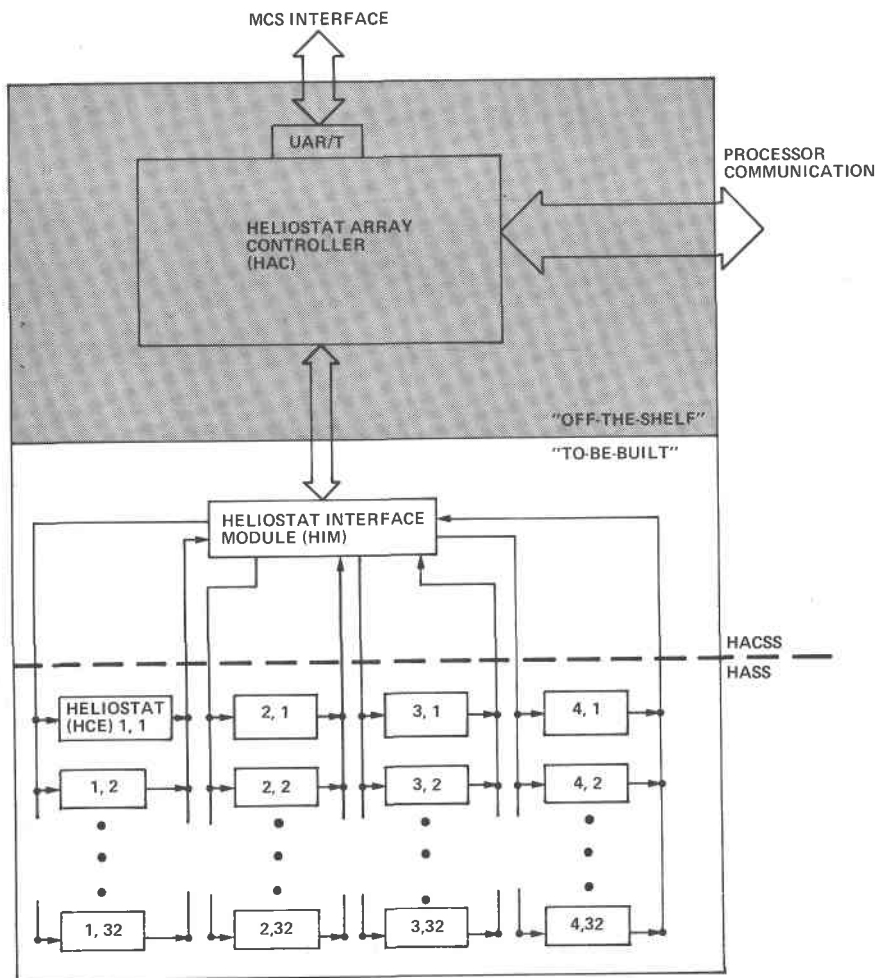 MCS INTERFACE
UAR/T
PROCESSOR
COMMUNICATION
HELIOSTAT ARRAY
CONTROLLER
(HAC)
"OFF-THE-SHELF"
"TO-BE-BUILT"
HELIOSTAT INTERFACE
MODULE (HIM)
HACSS
HASS
HELIOSTAT
(HCE) 1, 1
2, 1
3, 1
4, 1
1, 2
2, 2
3, 2
4, 2
1, 32
2,32
3,32
4,32